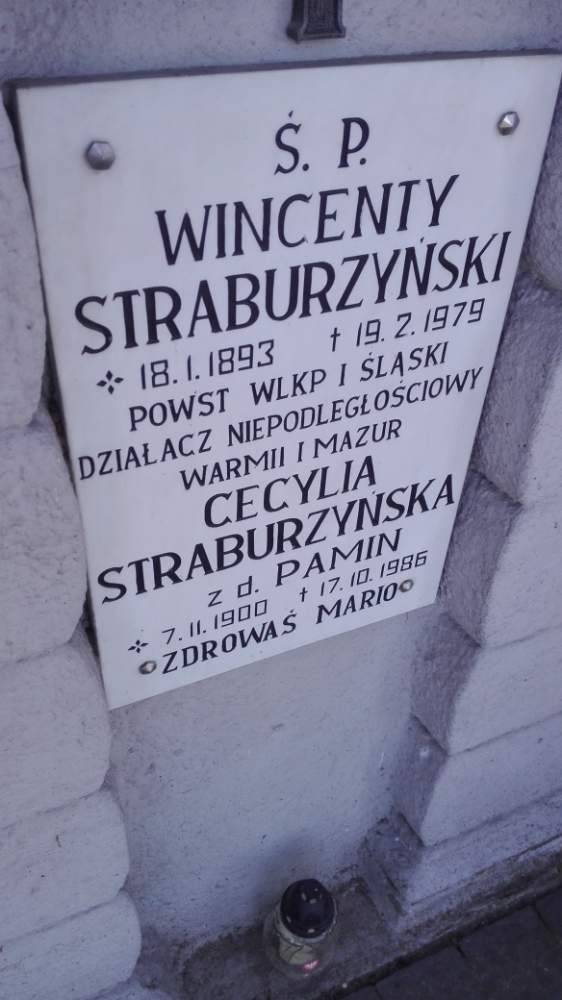 Ś. P.
WINCENTY
STRABURZYŃSKI
18.1.1893 † 19.2.1979
POWST WLKP I ŚLĄSKI
DZIAŁACZ NIEPODLEGŁOŚCIOWY
WARMII I MAZUR
CECYLIA
STRABURZYŃSKA
z d. PAMIN
7.11.1900 † 17.10.1986
ZDROWAŚ MARIO